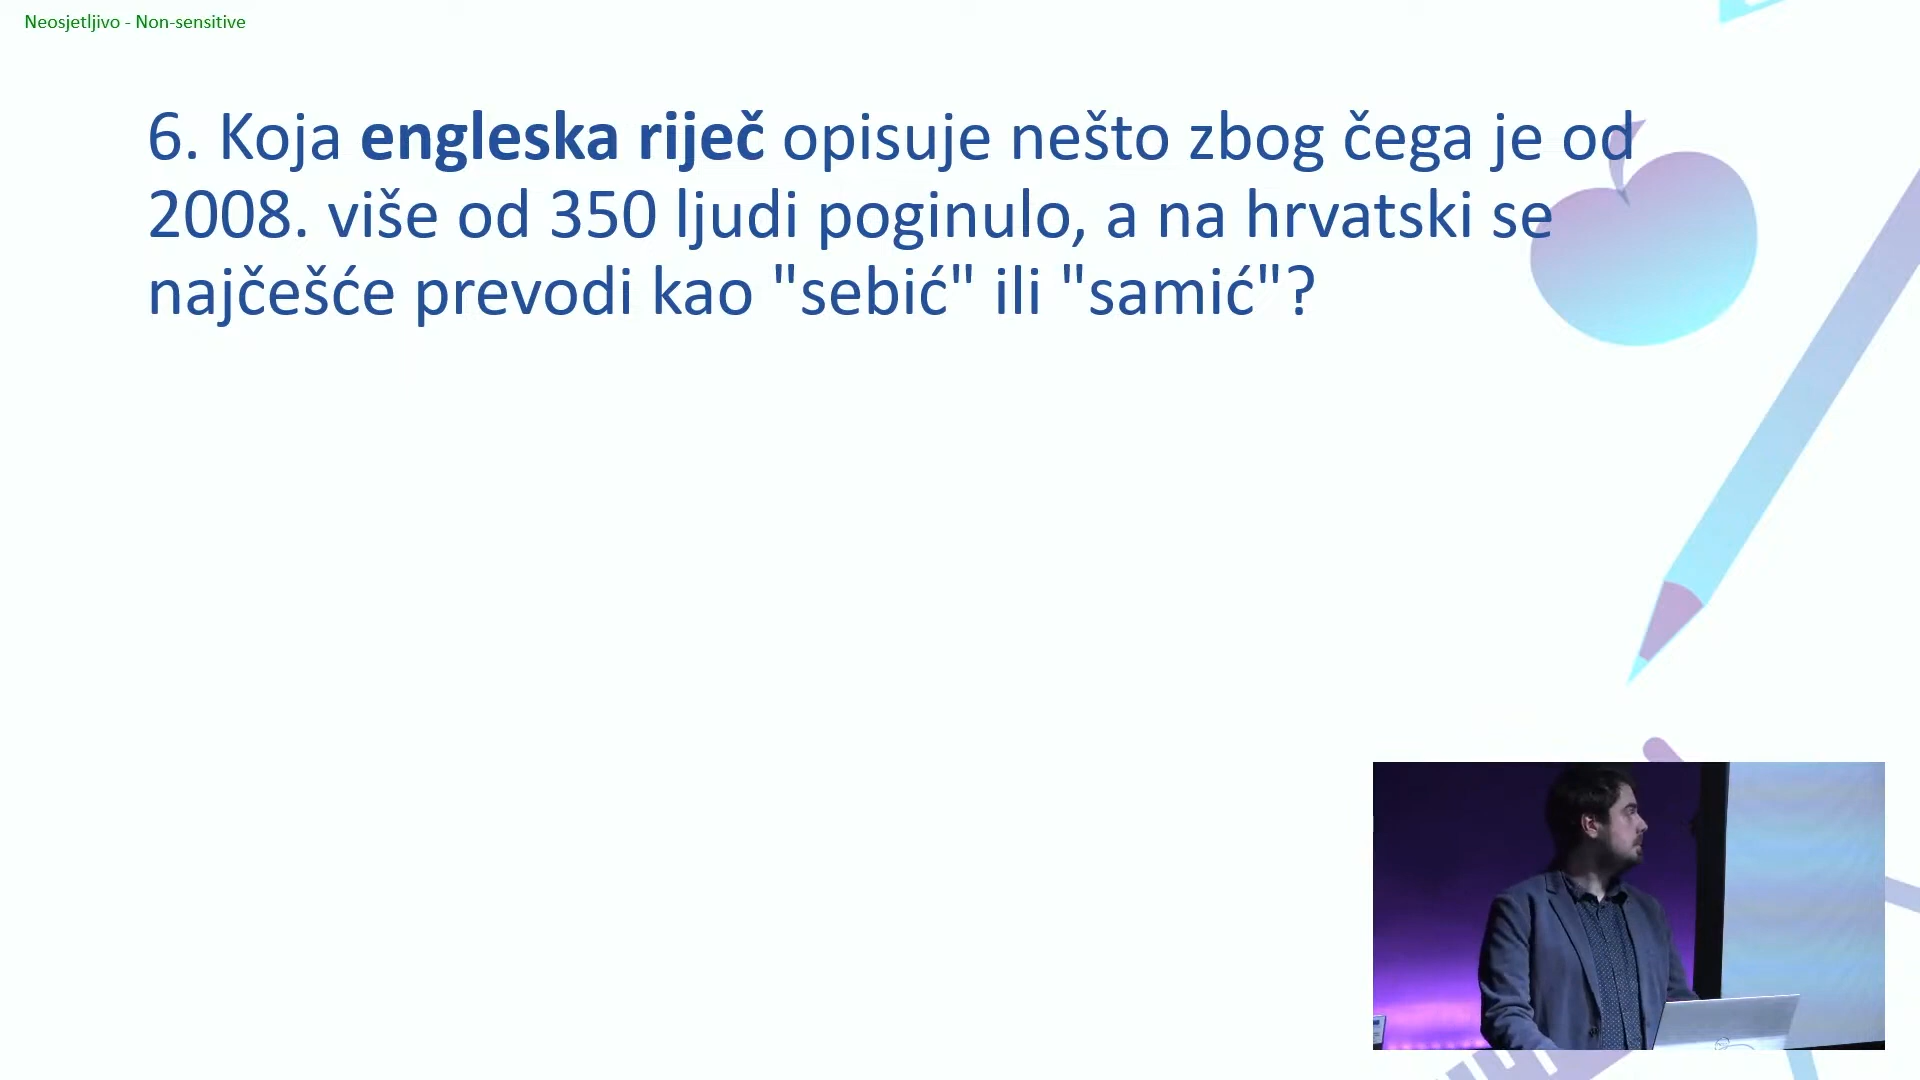 Neosjetljivo - Non-sensitive
6. Koja engleska riječ opisuje nešto zbog čega je od
2008. više od 350 ljudi poginulo, a na hrvatski se
najčešće prevodi kao "sebić" ili "samić"?